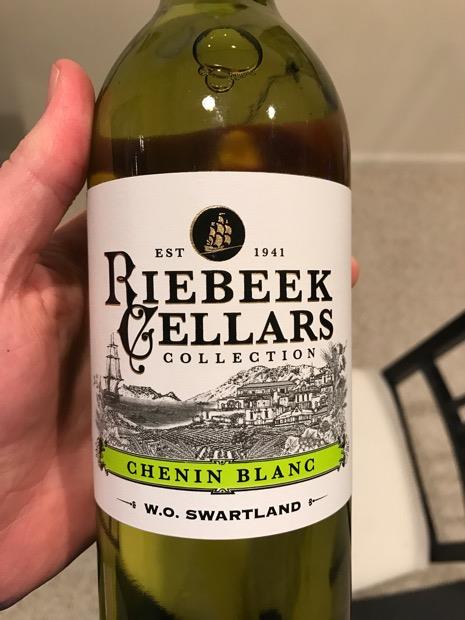 EST 1941
RIEBEEK
CELLARS
COLLECTION
CHENIN BLANC
W.O. SWARTLAND